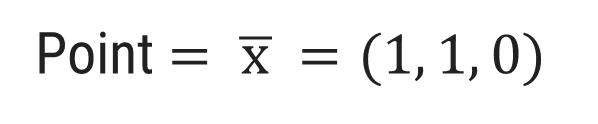 Point = x̅ = (1, 1, 0)